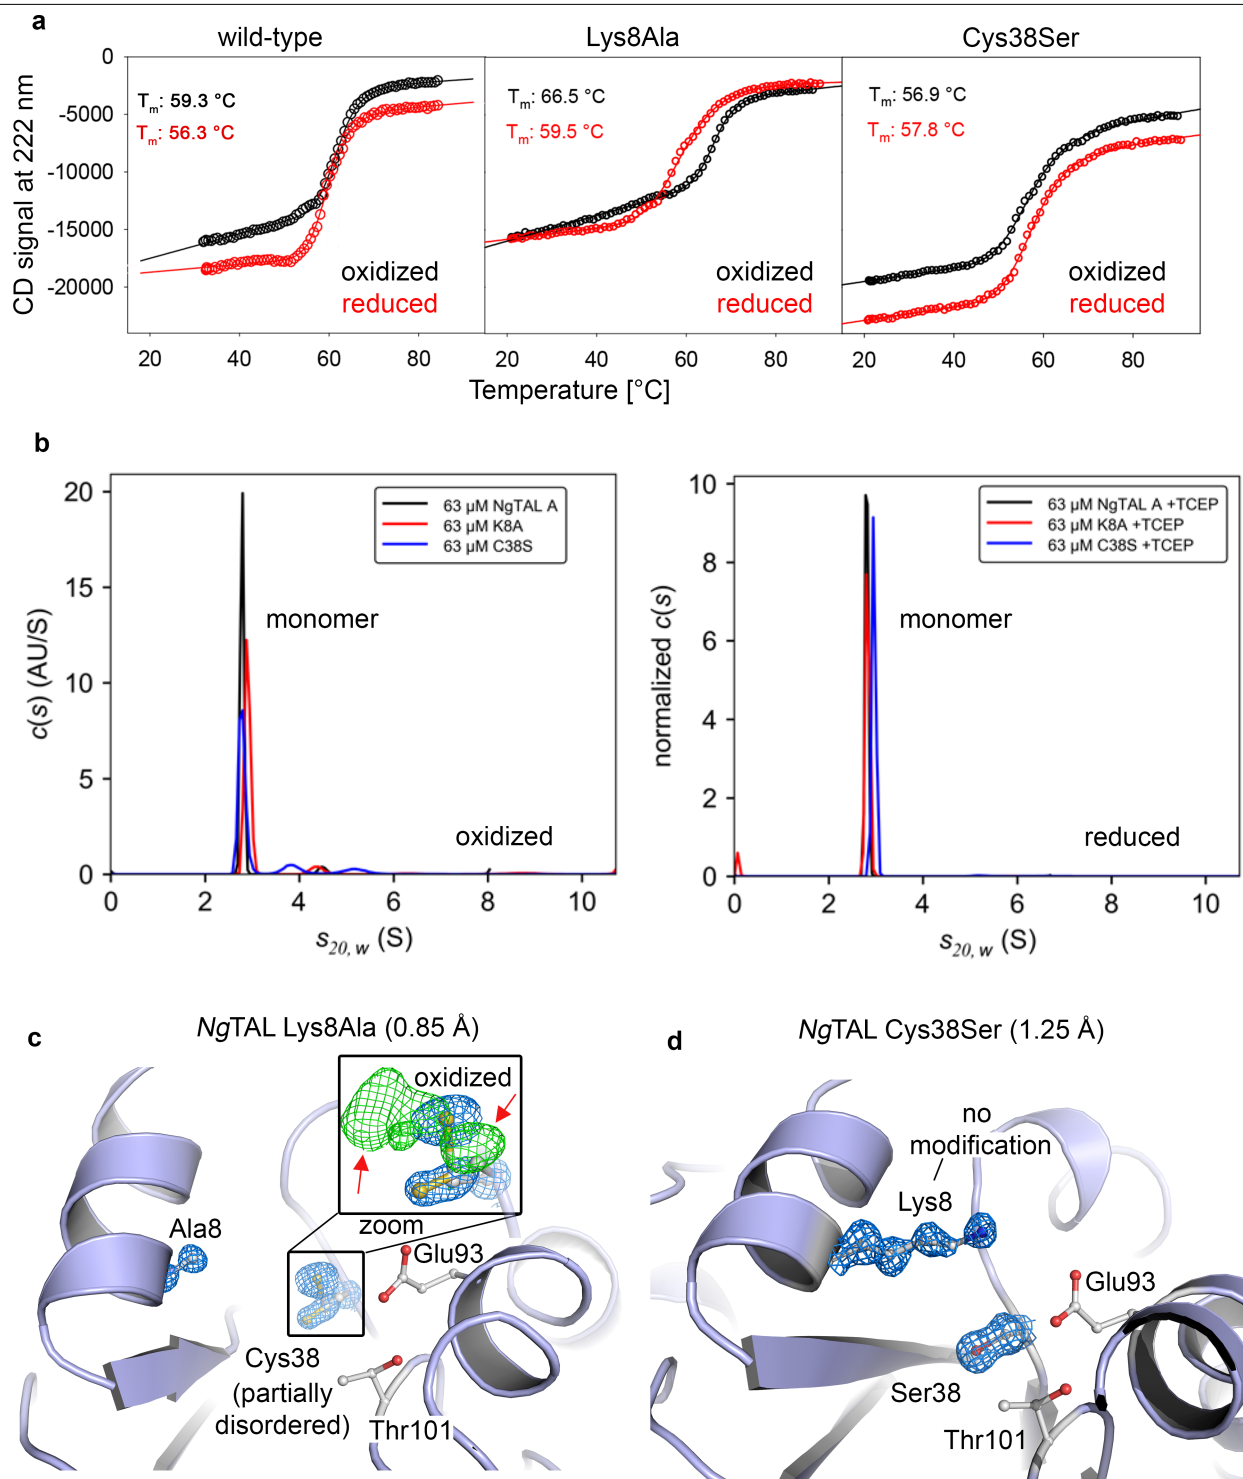 a
wild-type
Lys8Ala
Cys38Ser
CD signal at 222 nm
0
-5000
-10000
-15000
-20000
Tm: 59.3 °C
Tm: 56.3 °C
oxidized
reduced
Tm: 66.5 °C
Tm: 59.5 °C
oxidized
reduced
Tm: 56.9 °C
Tm: 57.8 °C
oxidized
reduced
20 40 60 80
20 40 60 80
20 40 60 80
Temperature [°C]
b
c(s) (AU/S)
20
15
10
5
0
63 µM NgTAL A
63 µM K8A
63 µM C38S
monomer
oxidized
0 2 4 6 8 10
s20, w (S)
normalized c(s)
10
8
6
4
2
0
63 µM NgTAL A +TCEP
63 µM K8A +TCEP
63 µM C38S +TCEP
monomer
reduced
0 2 4 6 8 10
s20, w (S)
c
NgTAL Lys8Ala (0.85 Å)
oxidized
zoom
Ala8
Glu93
Cys38
(partially
disordered)
Thr101
d
NgTAL Cys38Ser (1.25 Å)
no
modification
Lys8
Glu93
Ser38
Thr101